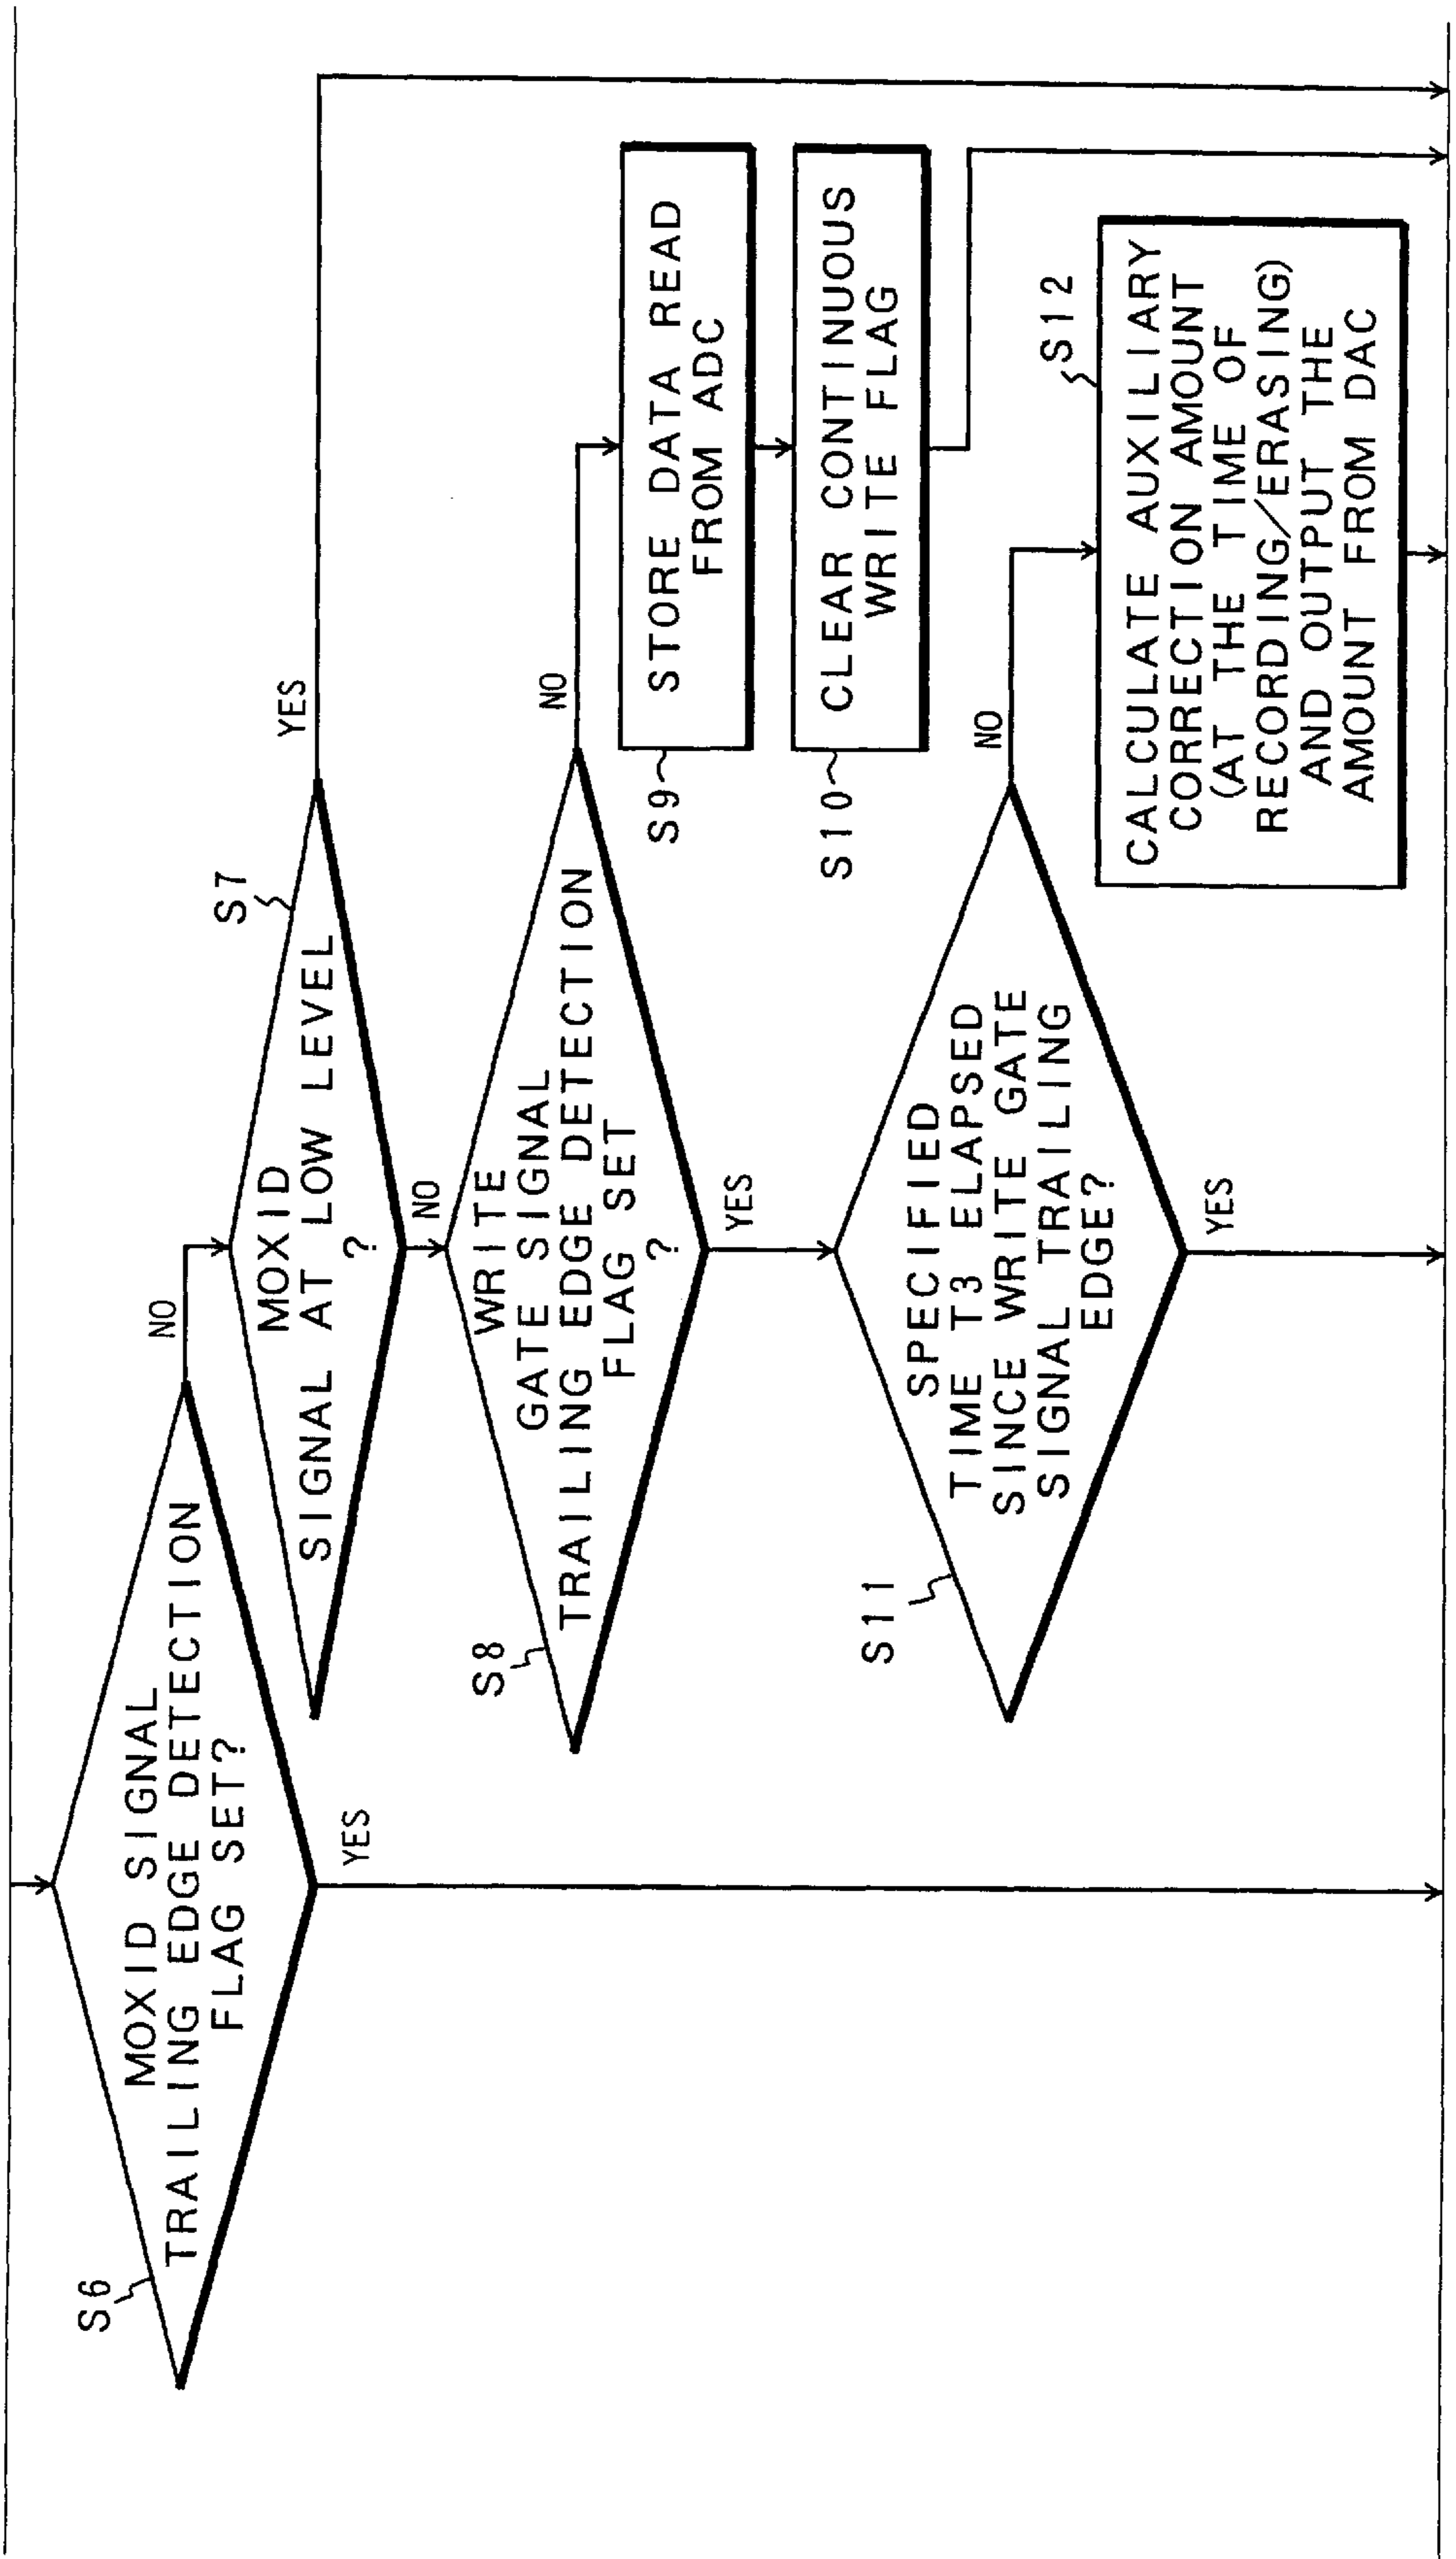 S6
MOXID SIGNAL
TRAILING EDGE DETECTION
FLAG SET?
NO
YES
S7
MOXID
SIGNAL AT LOW LEVEL
?
YES
NO
S8
WRITE
GATE SIGNAL
TRAILING EDGE DETECTION
FLAG SET
?
NO
YES
S9
STORE DATA READ
FROM ADC
S10
CLEAR CONTINUOUS
WRITE FLAG
S11
SPECIFIED
TIME T3 ELAPSED
SINCE WRITE GATE
SIGNAL TRAILING
EDGE?
NO
YES
S12
CALCULATE AUXILIARY
CORRECTION AMOUNT
(AT THE TIME OF
RECORDING/ERASING)
AND OUTPUT THE
AMOUNT FROM DAC